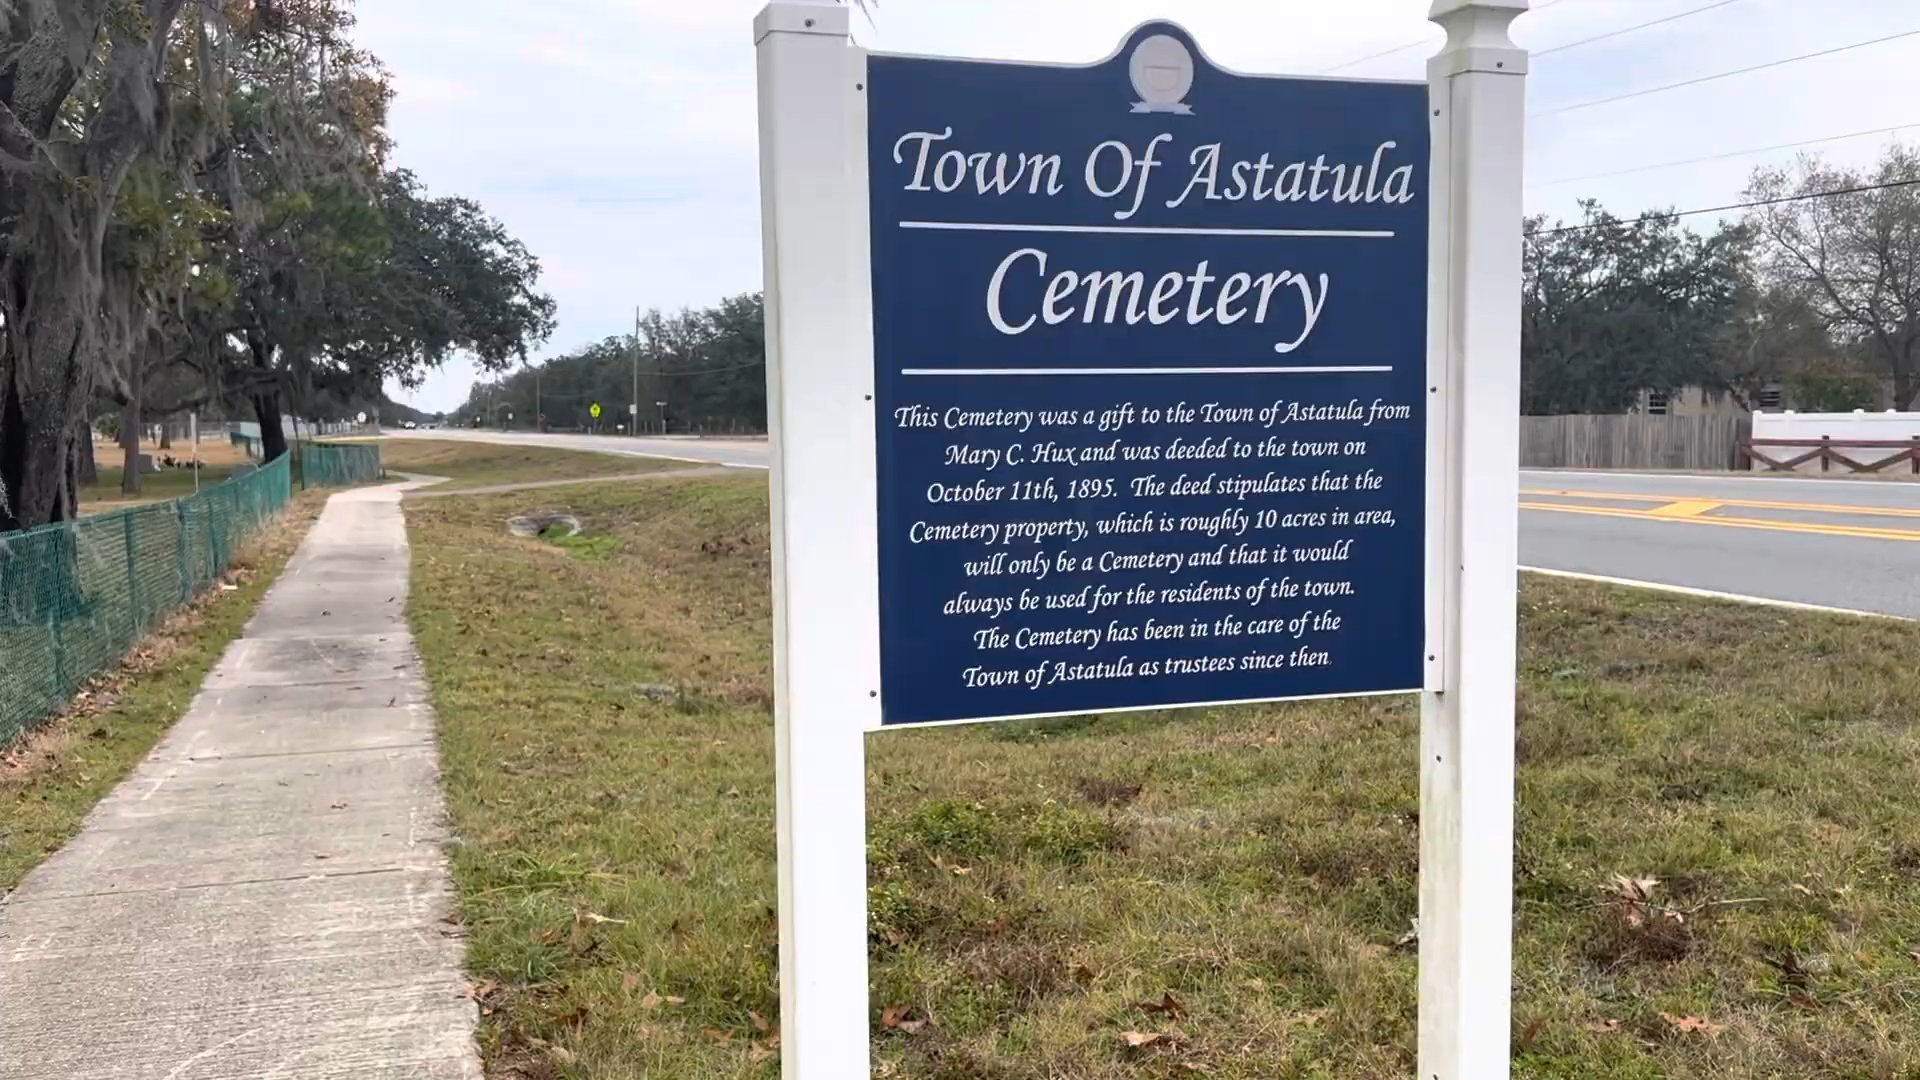 Town Of Astatula
Cemetery
This Cemetery was a gift to the Town of Astatula from
Mary C. Hux and was deeded to the town on
October 11th, 1895. The deed stipulates that the
Cemetery property, which is roughly 10 acres in area,
will only be a Cemetery and that it would
always be used for the residents of the town.
The Cemetery has been in the care of the
Town of Astatula as trustees since then.